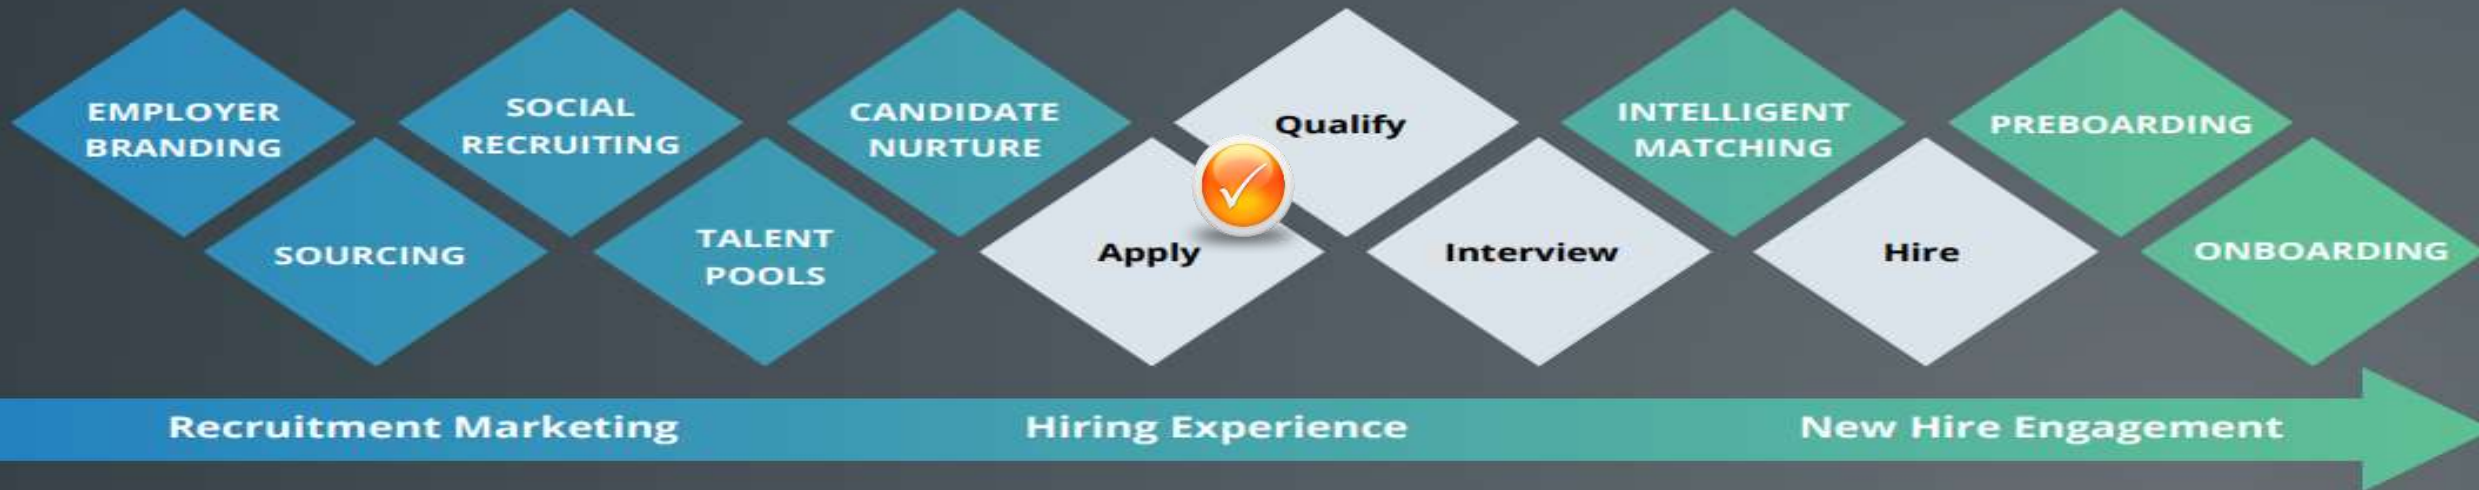 EMPLOYER
BRANDING
SOURCING
SOCIAL
RECRUITING
TALENT
POOLS
CANDIDATE
NURTURE
Apply
Qualify
Interview
INTELLIGENT
MATCHING
Hire
PREBOARDING
ONBOARDING
Recruitment Marketing
Hiring Experience
New Hire Engagement